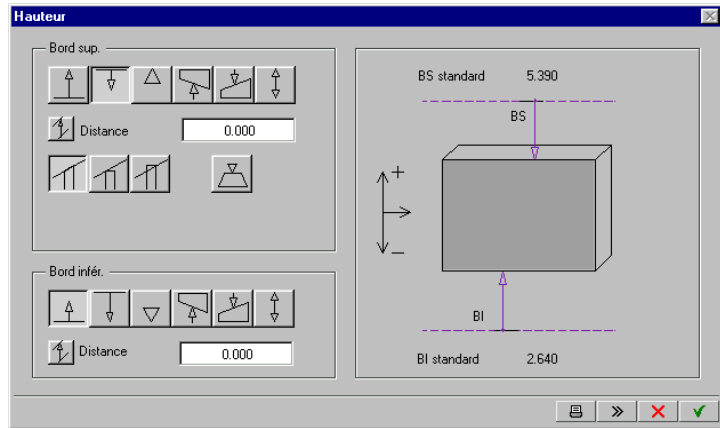 Hauteur
Bord sup.
Distance 0.000
Bord infér.
Distance 0.000
BS standard 5.390
BS
+
−
BI
BI standard 2.640